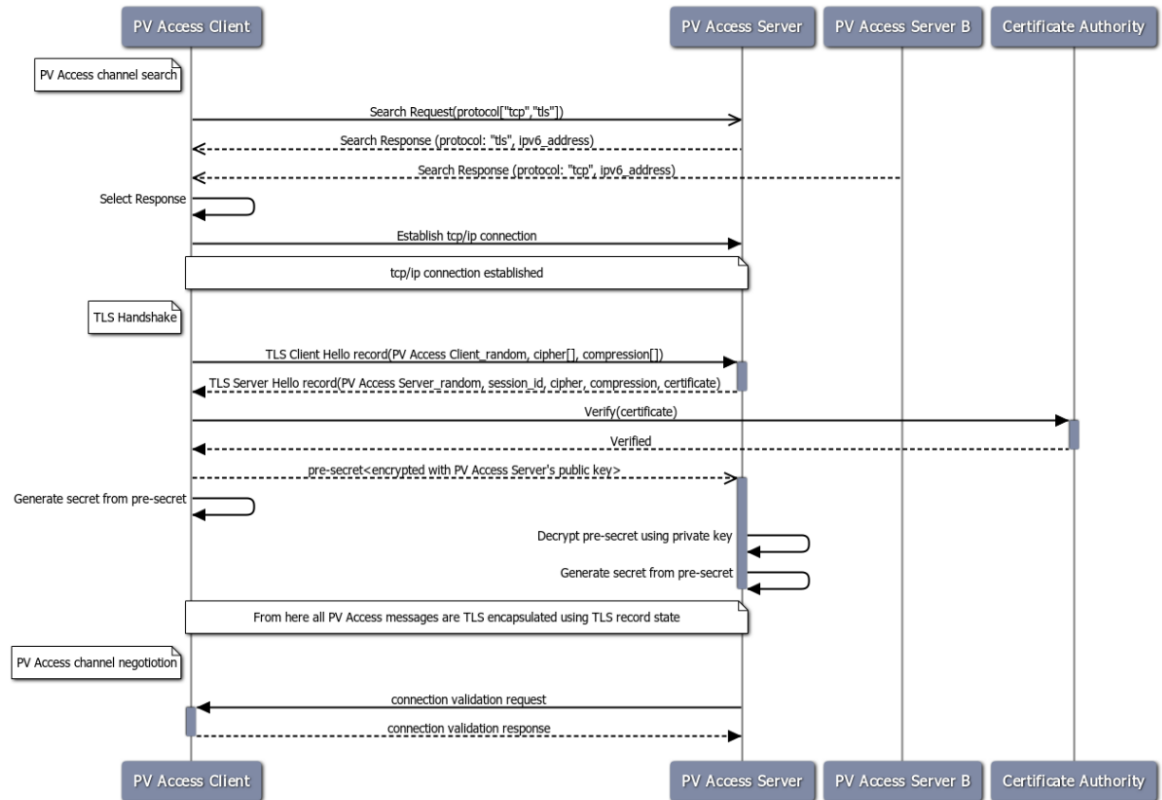 PV Access Client
PV Access Server
PV Access Server B
Certificate Authority
PV Access channel search
Search Request(protocol["tcp","tls"])
Search Response (protocol: "tls", ipv6_address)
Search Response (protocol: "tcp", ipv6_address)
Select Response
Establish tcp/ip connection
tcp/ip connection established
TLS Handshake
TLS Client Hello record(PV Access Client_random, cipher[], compression[])
TLS Server Hello record(PV Access Server_random, session_id, cipher, compression, certificate)
Verify(certificate)
Verified
pre-secret<encrypted with PV Access Server's public key>
Generate secret from pre-secret
Decrypt pre-secret using private key
Generate secret from pre-secret
From here all PV Access messages are TLS encapsulated using TLS record state
PV Access channel negotiotion
connection validation request
connection validation response
PV Access Client
PV Access Server
PV Access Server B
Certificate Authority